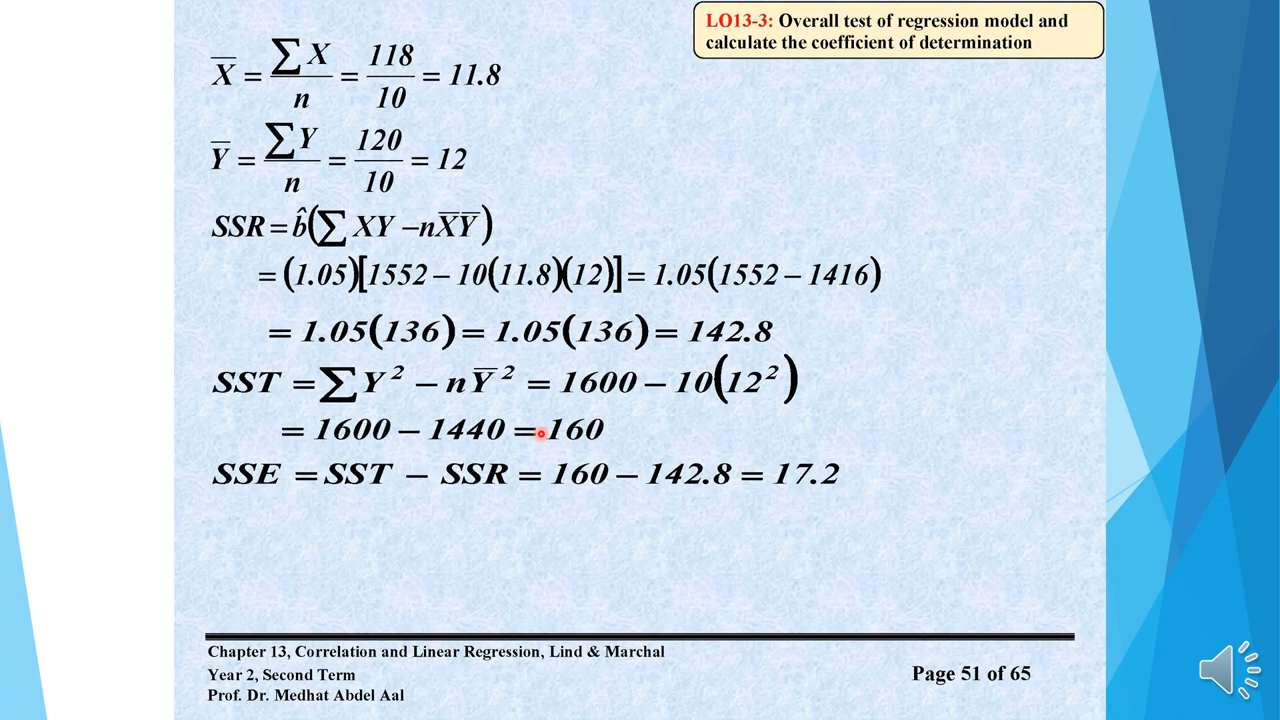 LO13-3: Overall test of regression model and
calculate the coefficient of determination
X̅ = ∑X / n = 118 / 10 = 11.8
Y̅ = ∑Y / n = 120 / 10 = 12
SSR = b̂(∑ XY − nX̅Y̅)
= (1.05)[1552 − 10(11.8)(12)] = 1.05(1552 − 1416)
= 1.05(136) = 1.05(136) = 142.8
SST = ∑Y² − nY̅² = 1600 − 10(12²)
= 1600 − 1440 = 160
SSE = SST − SSR = 160 − 142.8 = 17.2
Chapter 13, Correlation and Linear Regression, Lind & Marchal
Year 2, Second Term
Page 51 of 65
Prof. Dr. Medhat Abdel Aal